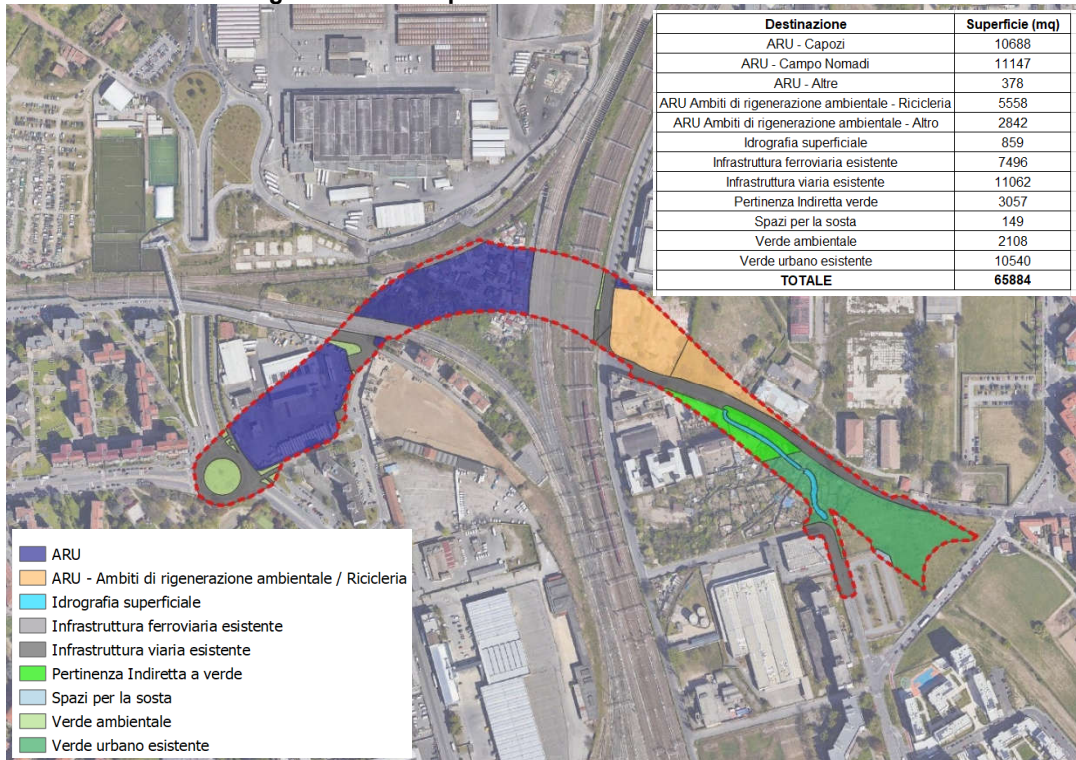 Destinazione Superficie (mq)
ARU - Capozi 10688
ARU - Campo Nomadi 11147
ARU - Altre 378
ARU Ambiti di rigenerazione ambientale - Ricicleria 5558
ARU Ambiti di rigenerazione ambientale - Altro 2842
Idrografia superficiale 859
Infrastruttura ferroviaria esistente 7496
Infrastruttura viaria esistente 11062
Pertinenza Indiretta verde 3057
Spazi per la sosta 149
Verde ambientale 2108
Verde urbano esistente 10540
TOTALE 65884
ARU
ARU - Ambiti di rigenerazione ambientale / Ricicleria
Idrografia superficiale
Infrastruttura ferroviaria esistente
Infrastruttura viaria esistente
Pertinenza Indiretta a verde
Spazi per la sosta
Verde ambientale
Verde urbano esistente